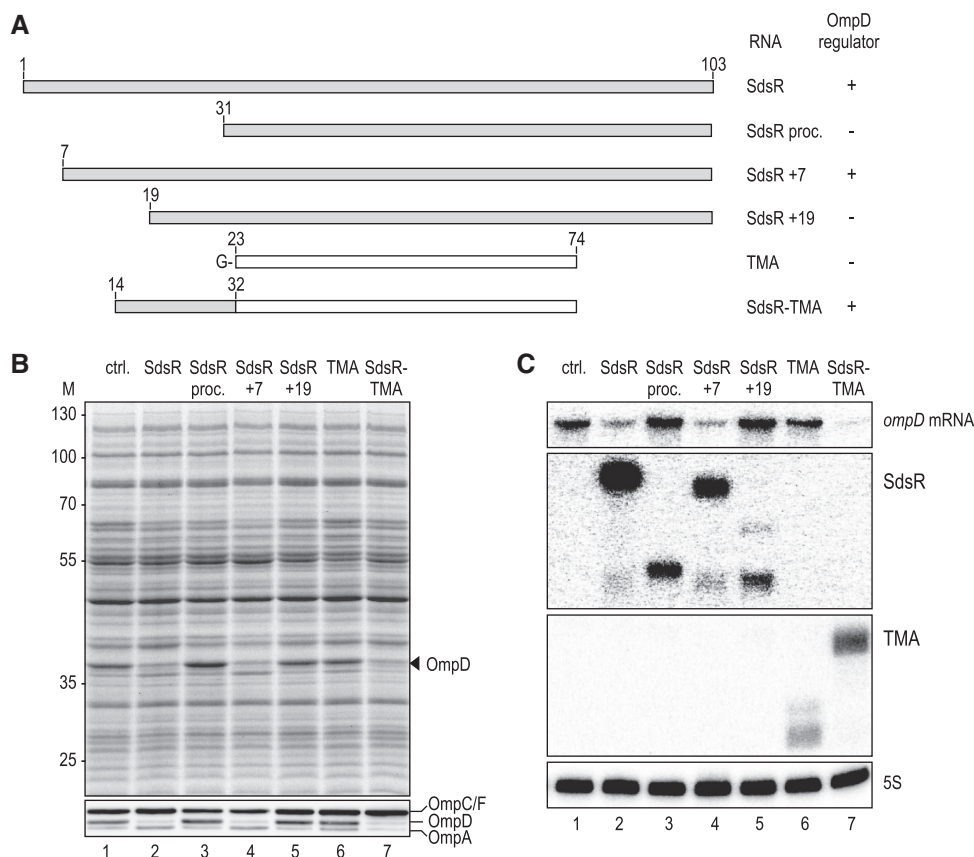 A
RNA
OmpD regulator
1
103
SdsR
+
31
SdsR proc.
-
7
SdsR +7
+
19
SdsR +19
-
23
74
G-
TMA
-
14
32
SdsR-TMA
+
B
M
ctrl.
SdsR
SdsR proc.
SdsR +7
SdsR +19
TMA
SdsR-TMA
130
100
70
55
35
25
OmpD
OmpC/F
OmpD
OmpA
1 2 3 4 5 6 7
C
ctrl.
SdsR
SdsR proc.
SdsR +7
SdsR +19
TMA
SdsR-TMA
ompD mRNA
SdsR
TMA
5S
1 2 3 4 5 6 7